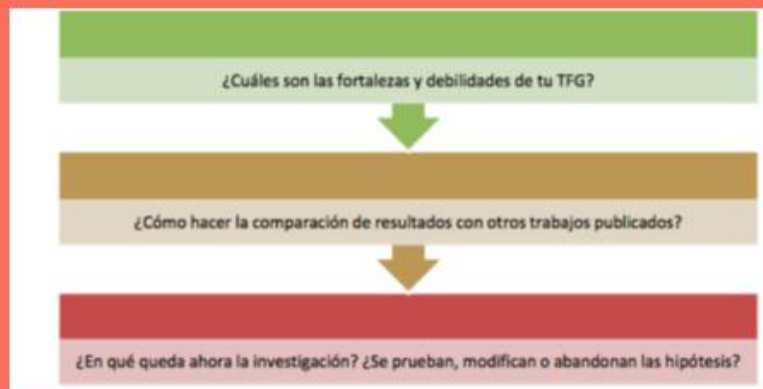 ¿Cuáles son las fortalezas y debilidades de tu TFG?
¿Cómo hacer la comparación de resultados con otros trabajos publicados?
¿En qué queda ahora la investigación? ¿Se prueban, modifican o abandonan las hipótesis?